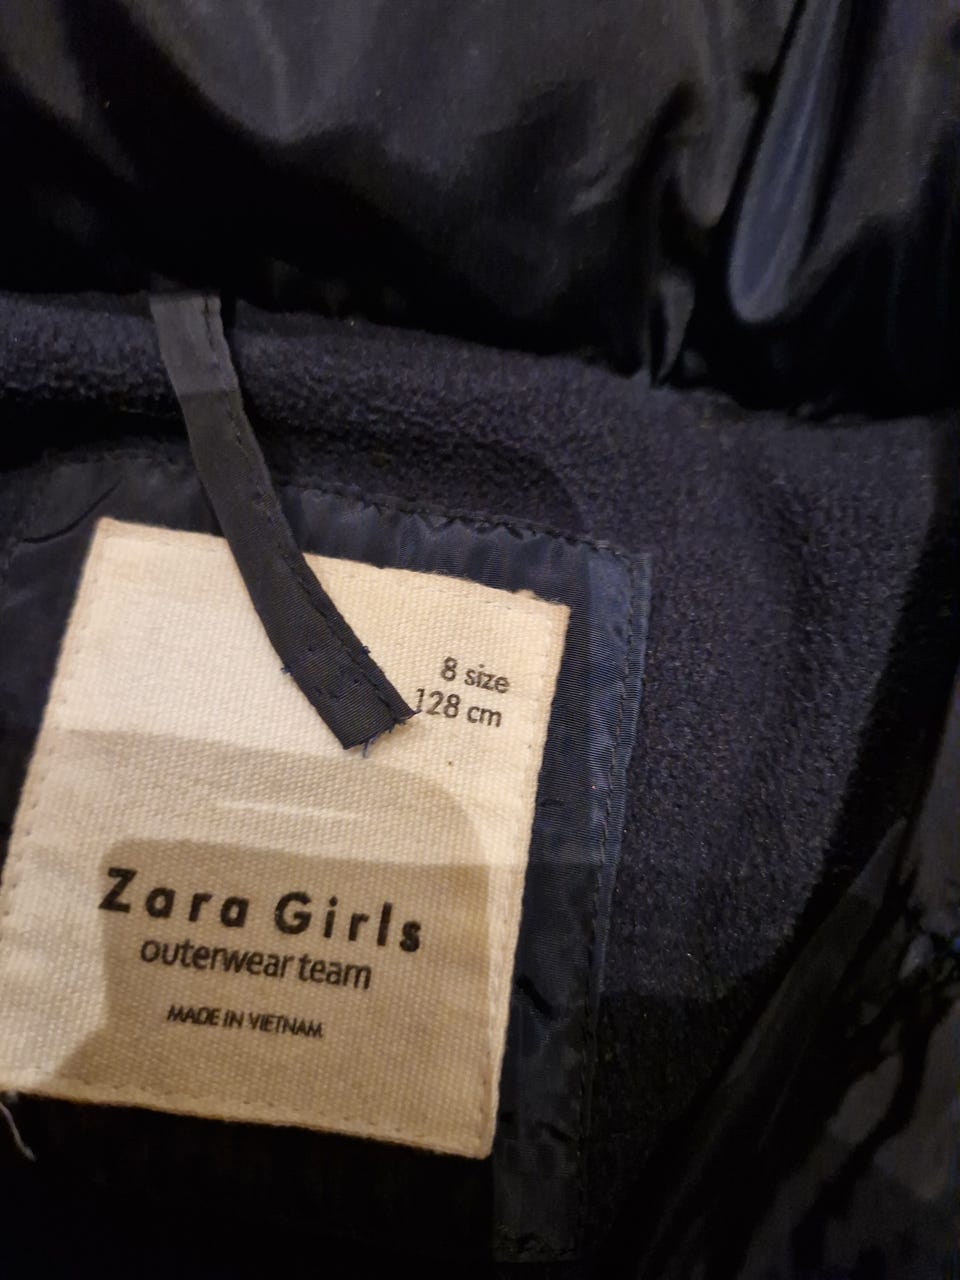 8 size
128 cm
Zara Girls
outerwear team
MADE IN VIETNAM